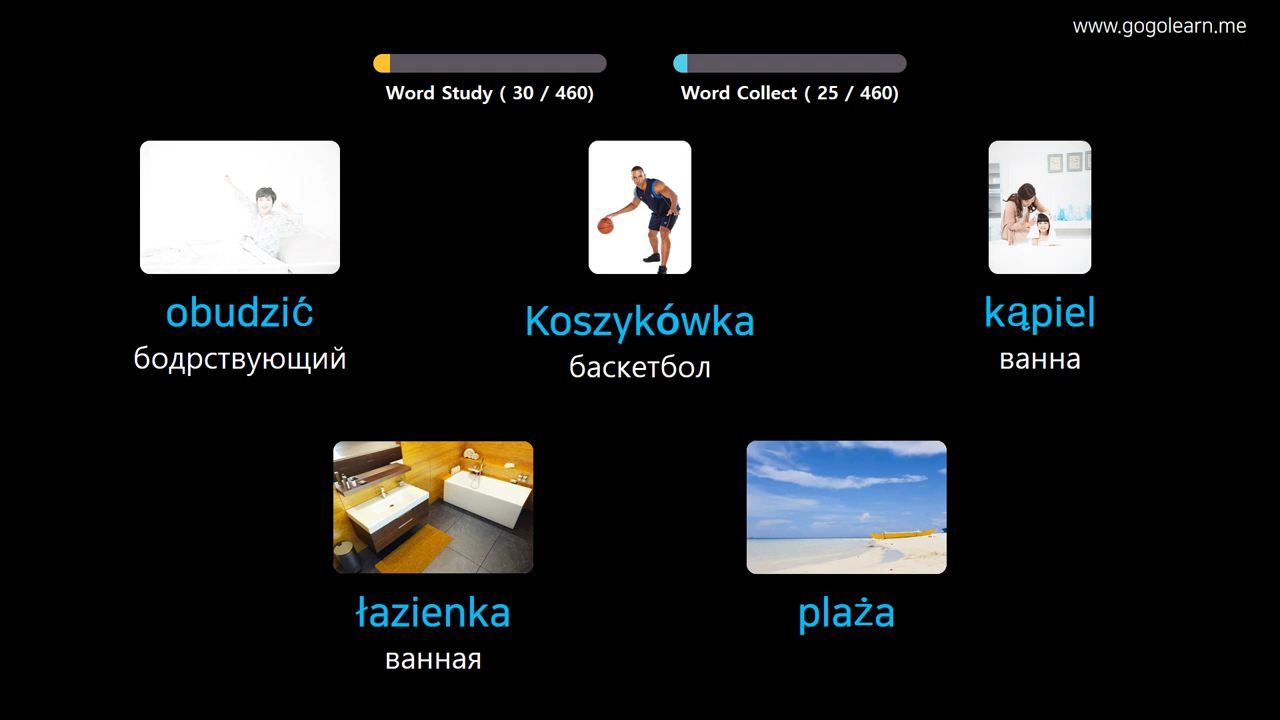 www.gogolearn.me
Word Study ( 30 / 460)
Word Collect ( 25 / 460)
obudzić
бодрствующий
Koszykówka
баскетбол
kąpiel
ванна
łazienka
ванная
plaża